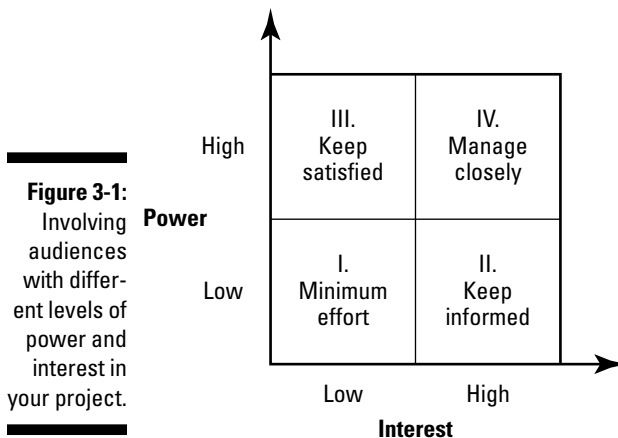 Figure 3-1:
Involving
audiences
with differ-
ent levels of
power and
interest in
your project.
Power
High
Low
III.
Keep
satisfied
IV.
Manage
closely
I.
Minimum
effort
II.
Keep
informed
Low
High
Interest